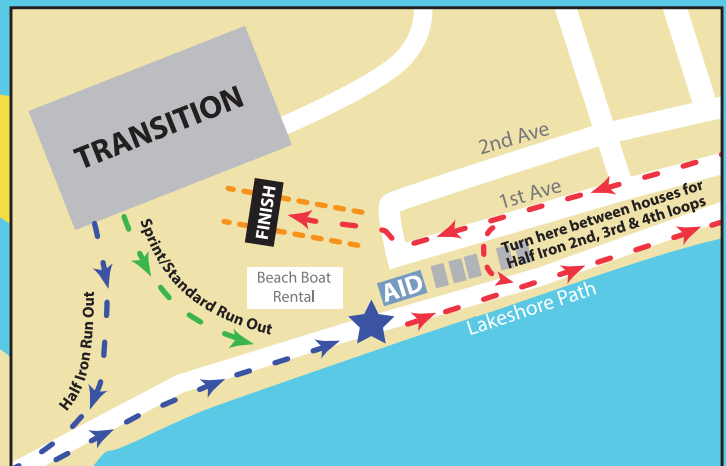 TRANSITION
2nd Ave
1st Ave
FINISH
Turn here between houses for
Half Iron 2nd, 3rd & 4th loops
Sprint/Standard Run Out
Beach Boat
Rental
AID
Lakeshore Path
Half Iron Run Out